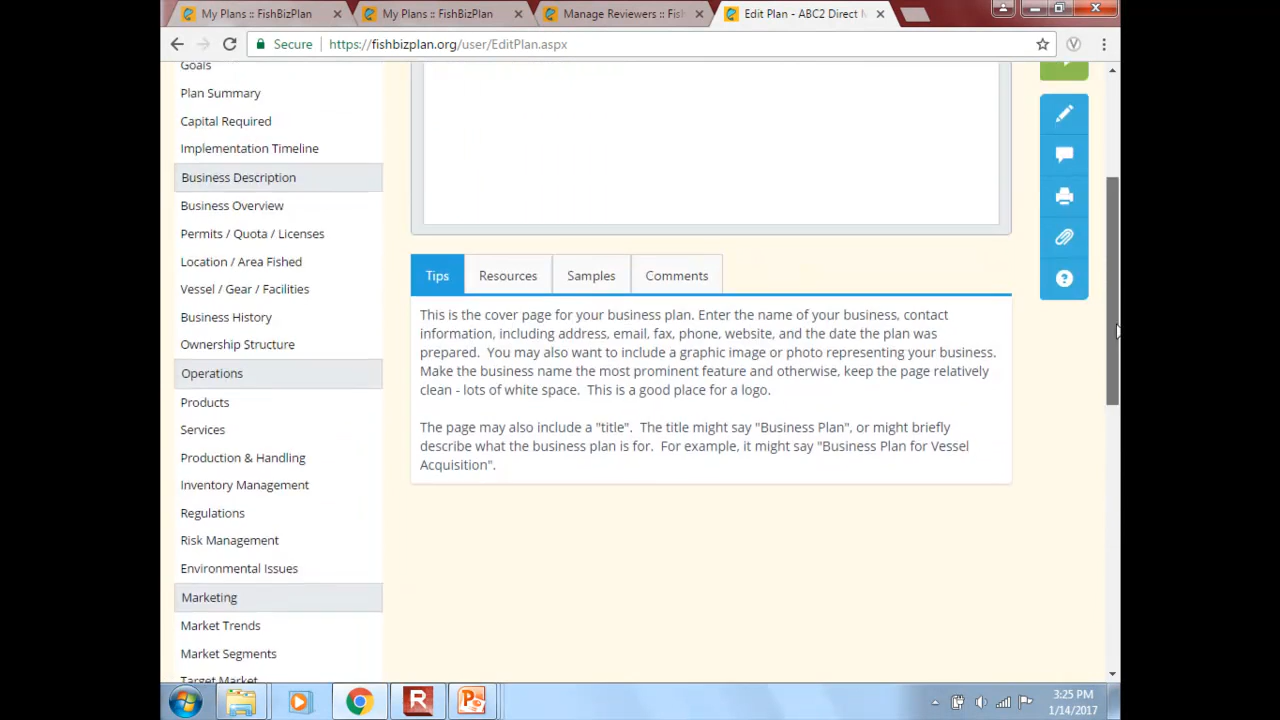 My Plans :: FishBizPlan
My Plans :: FishBizPlan
Manage Reviewers :: Fish
Edit Plan - ABC2 Direct
Secure
https://fishbizplan.org/user/EditPlan.aspx
Goals
Plan Summary
Capital Required
Implementation Timeline
Business Description
Business Overview
Permits / Quota / Licenses
Location / Area Fished
Vessel / Gear / Facilities
Business History
Ownership Structure
Operations
Products
Services
Production & Handling
Inventory Management
Regulations
Risk Management
Environmental Issues
Marketing
Market Trends
Market Segments
Target Market
Tips
Resources
Samples
Comments
This is the cover page for your business plan. Enter the name of your business, contact
information, including address, email, fax, phone, website, and the date the plan was
prepared. You may also want to include a graphic image or photo representing your business.
Make the business name the most prominent feature and otherwise, keep the page relatively
clean - lots of white space. This is a good place for a logo.
The page may also include a "title". The title might say "Business Plan", or might briefly
describe what the business plan is for. For example, it might say "Business Plan for Vessel
Acquisition".
3:25 PM
1/14/2017